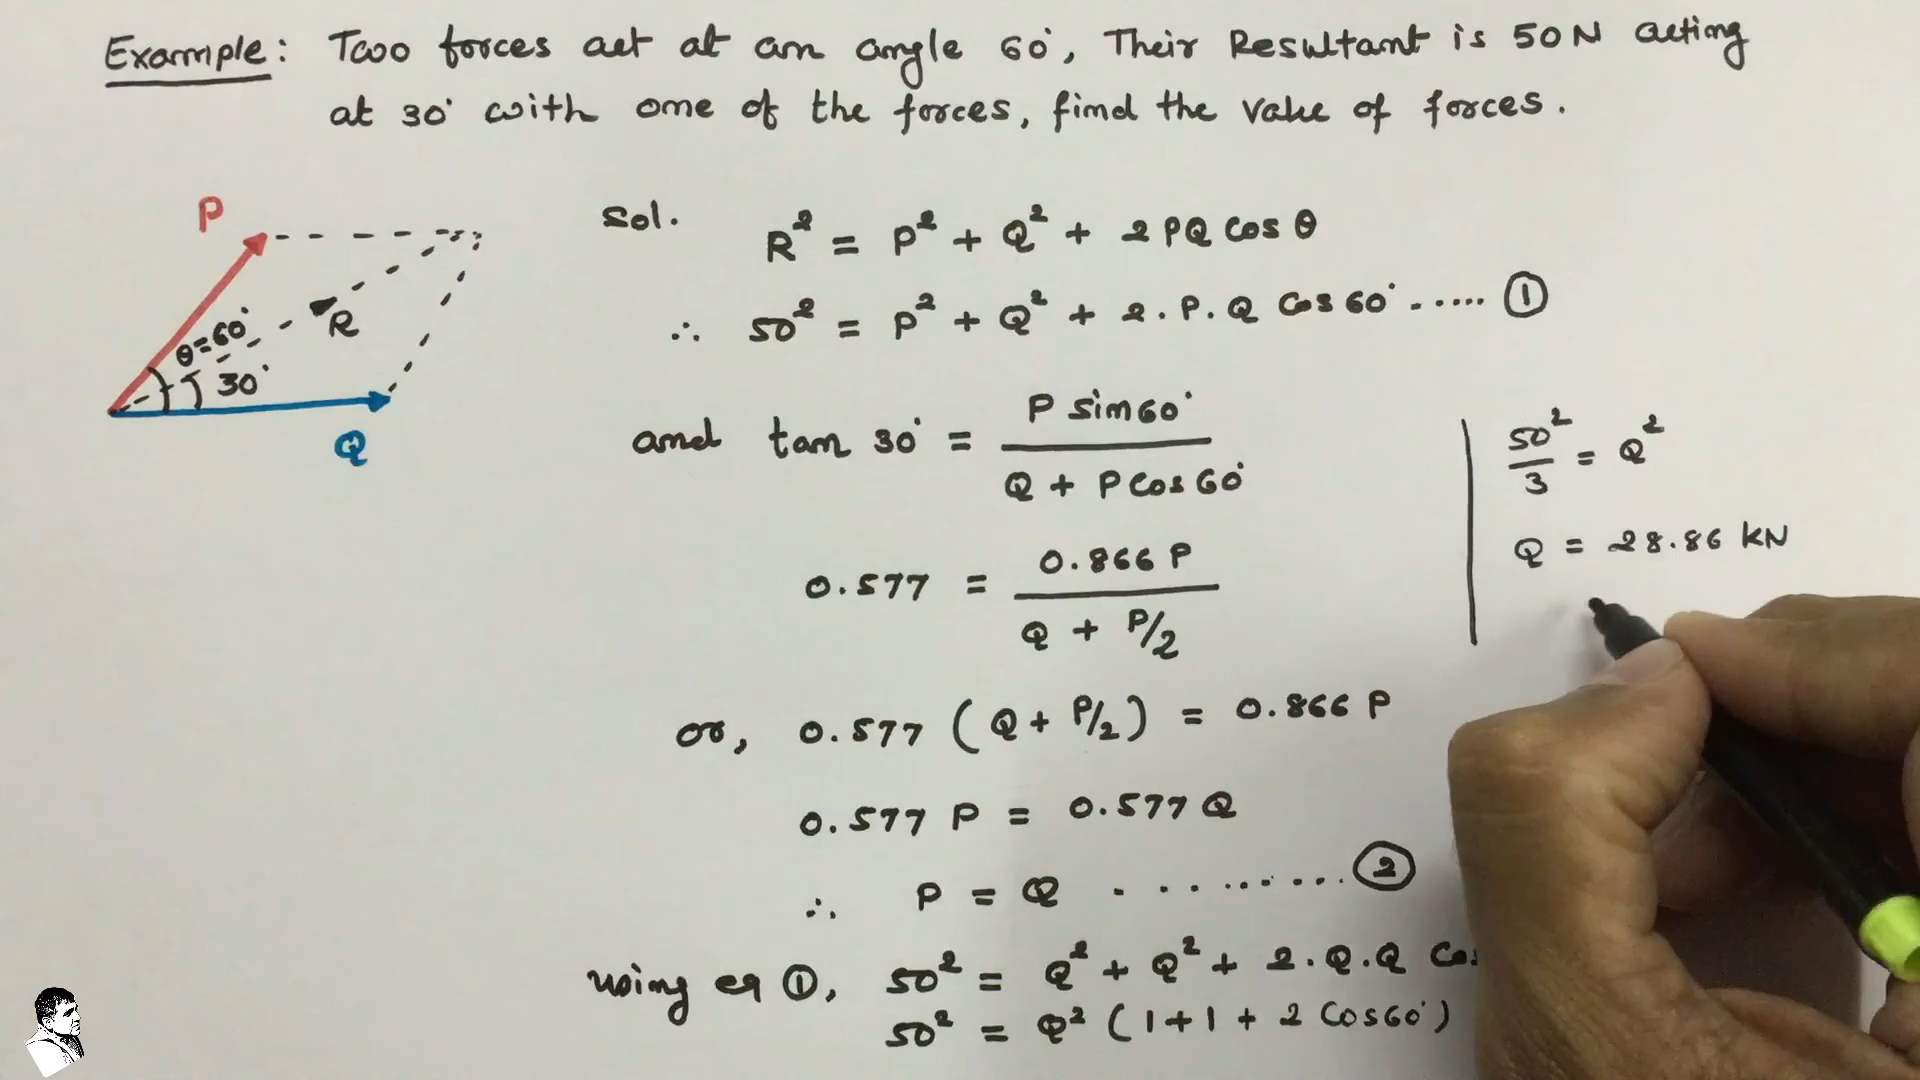 Example: Two forces act at an angle 60°, Their Resultant is 50N acting
at 30° with one of the forces, find the value of forces.
P
θ=60°
R
30°
Q
Sol. R² = P² + Q² + 2PQ Cos θ
∴ 50² = P² + Q² + 2.P.Q Cos60° ....... ①
and tan 30° = P sin60° / Q + P Cos60°
0.577 = 0.866 P / Q + P/2
or, 0.577 (Q + P/2) = 0.866 P
0.577 P = 0.577 Q
∴ P = Q ......... ②
using eq ①, 50² = Q² + Q² + 2.Q.Q Cos
50² = Q² (1+1+ 2 Cos60°)
50²/3 = Q²
Q = 28.86 kN